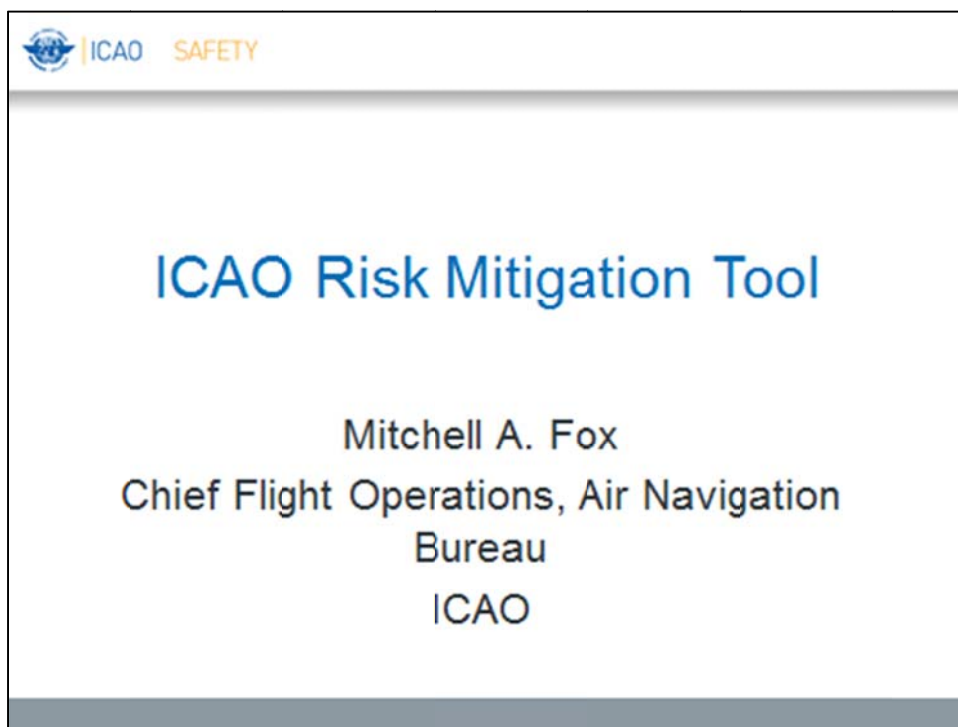 ICAO SAFETY
ICAO Risk Mitigation Tool
Mitchell A. Fox
Chief Flight Operations, Air Navigation
Bureau
ICAO